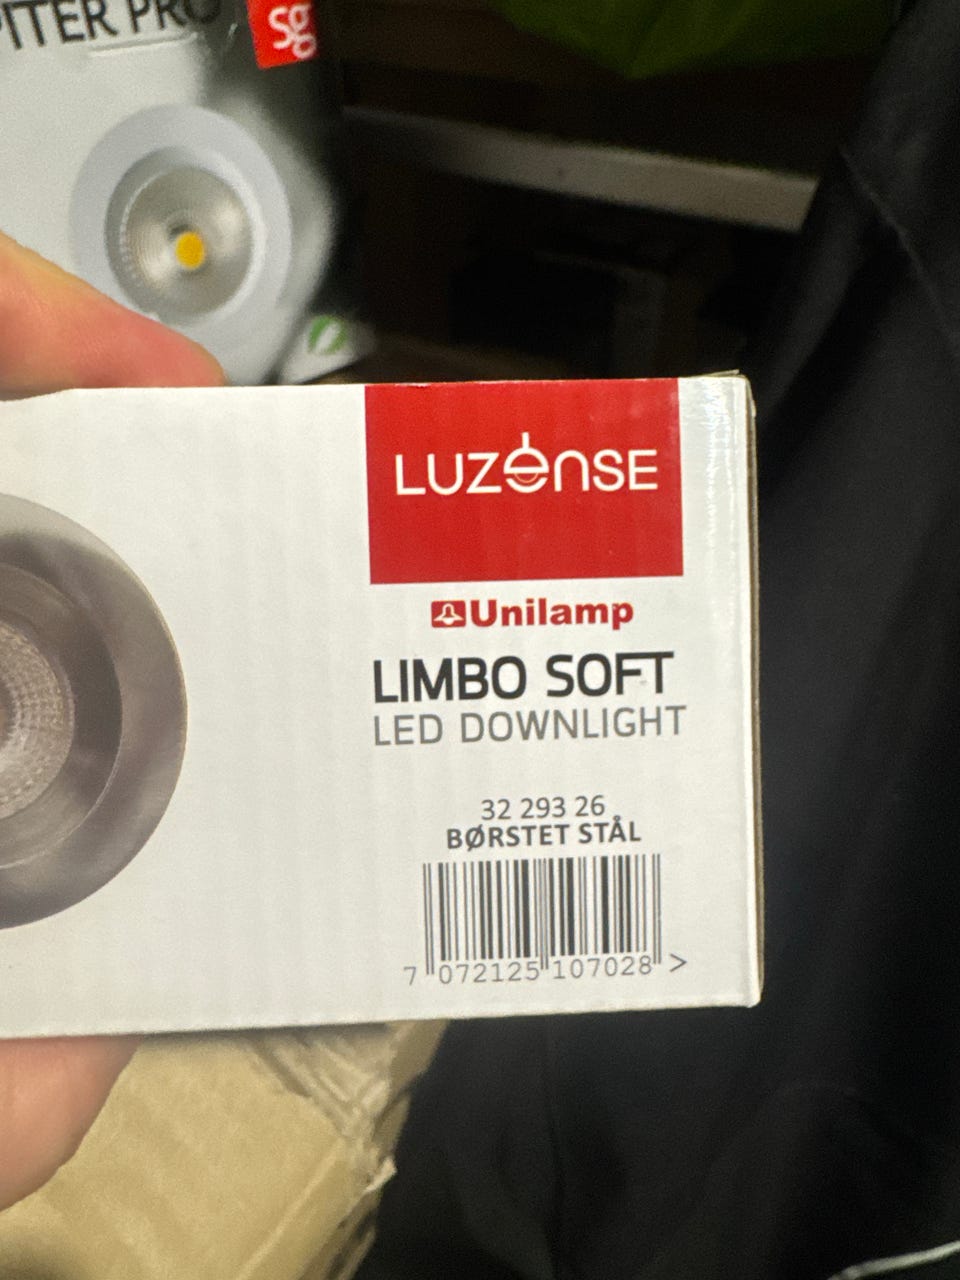 PITER PRO
sg
LUZENSE
Unilamp
LIMBO SOFT
LED DOWNLIGHT
32 293 26
BØRSTET STÅL
7 072125 107028 >